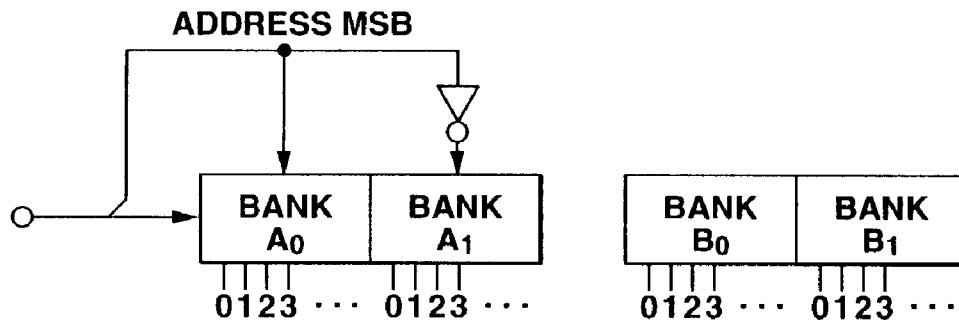 ADDRESS MSB
BANK A0
BANK A1
BANK B0
BANK B1
0123 ···
0123 ···
0123 ···
0123 ···